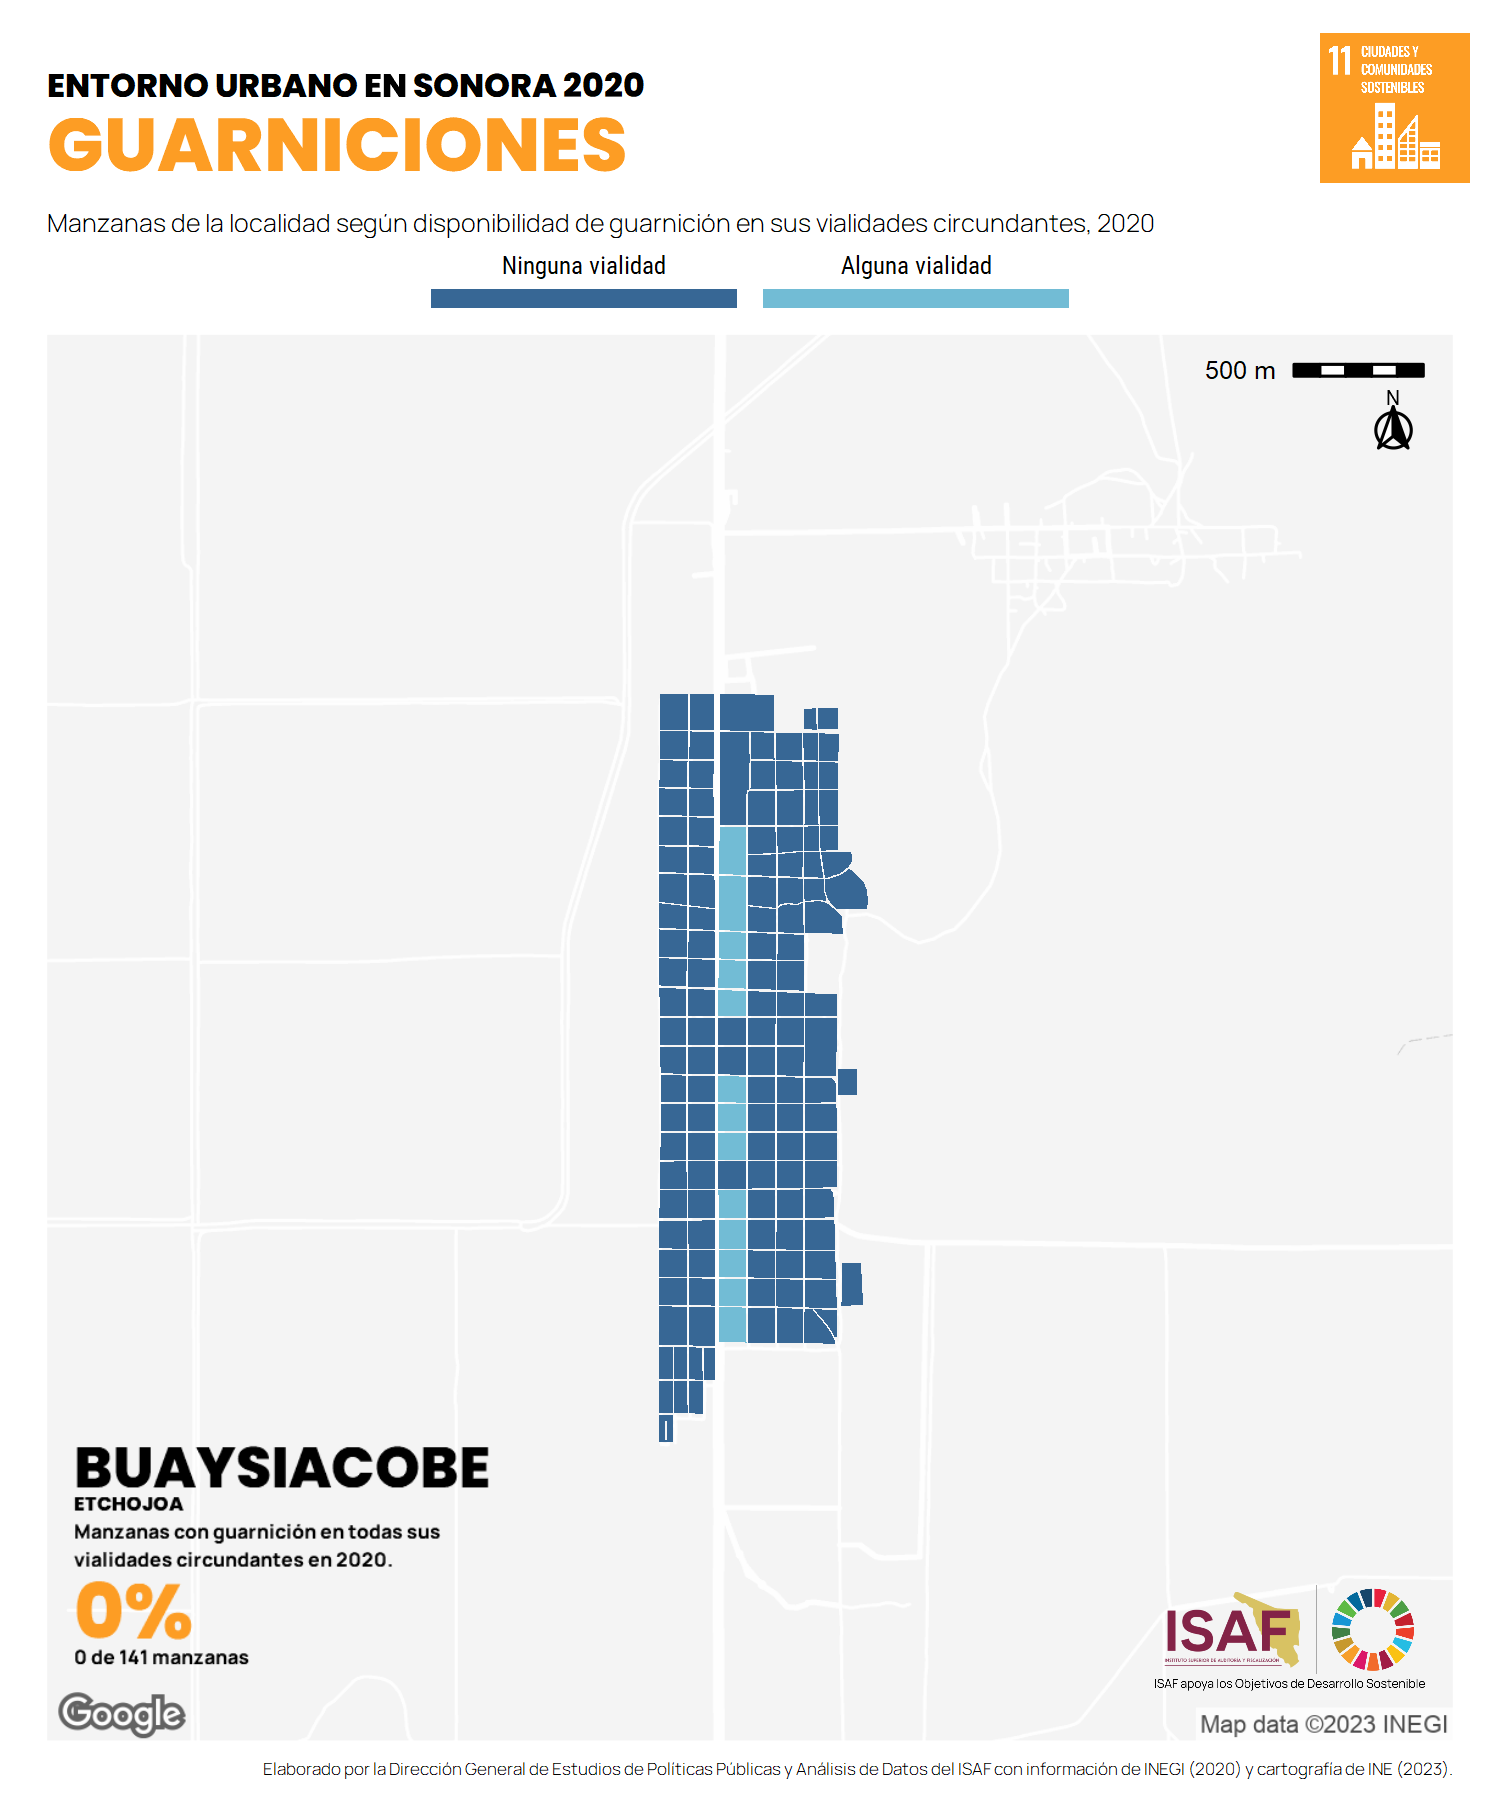 ENTORNO URBANO EN SONORA 2020
GUARNICIONES
11 CIUDADES Y
COMUNIDADES
SOSTENIBLES
Manzanas de la localidad según disponibilidad de guarnición en sus vialidades circundantes, 2020
Ninguna vialidad Alguna vialidad
500 m
N
BUAYSIACOBE
ETCHOJOA
Manzanas con guarnición en todas sus
vialidades circundantes en 2020.
0%
0 de 141 manzanas
ISAF
INSTITUTO SUPERIOR DE AUDITORÍA Y FISCALIZACIÓN
ISAF apoya los Objetivos de Desarrollo Sostenible
Google
Map data ©2023 INEGI
Elaborado por la Dirección General de Estudios de Políticas Públicas y Análisis de Datos del ISAF con información de INEGI (2020) y cartografía de INE (2023).